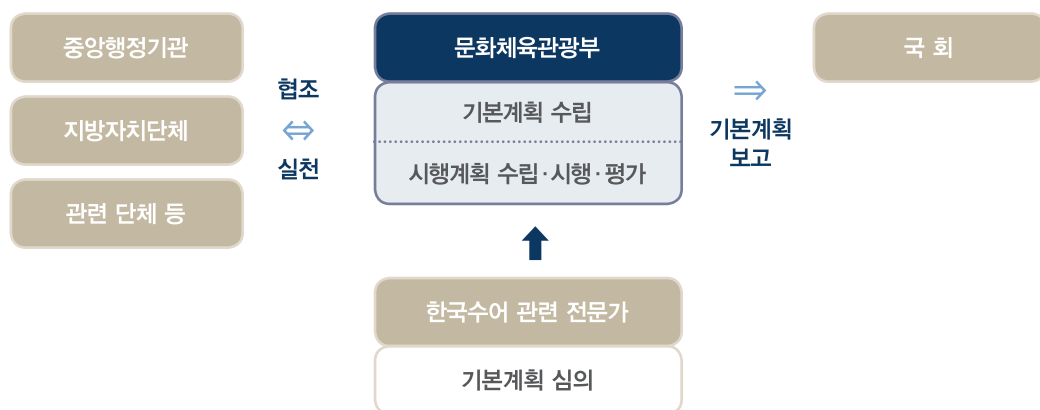 중앙행정기관
지방자치단체
관련 단체 등
협조
⇔
실천
문화체육관광부
기본계획 수립
시행계획 수립·시행·평가
⇒
기본계획
보고
국 회
한국수어 관련 전문가
기본계획 심의